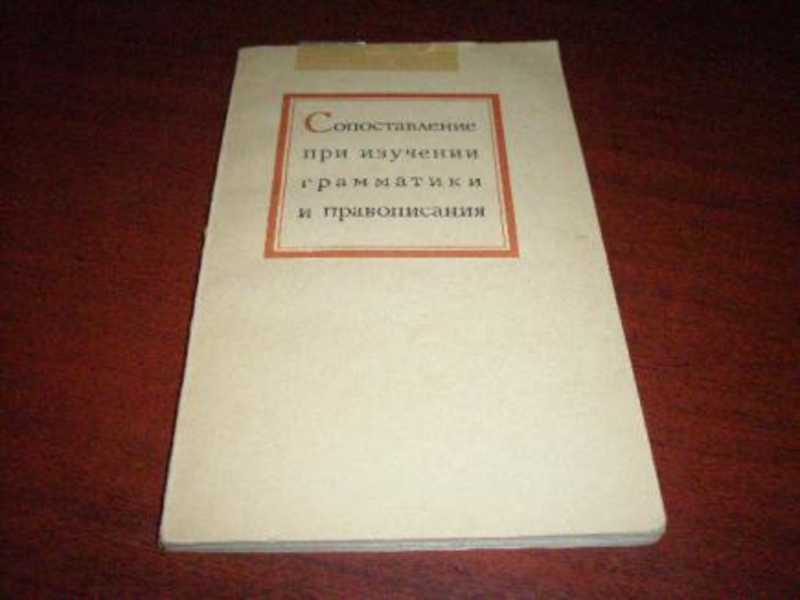 Сопоставление
при изучении
грамматики
и правописания